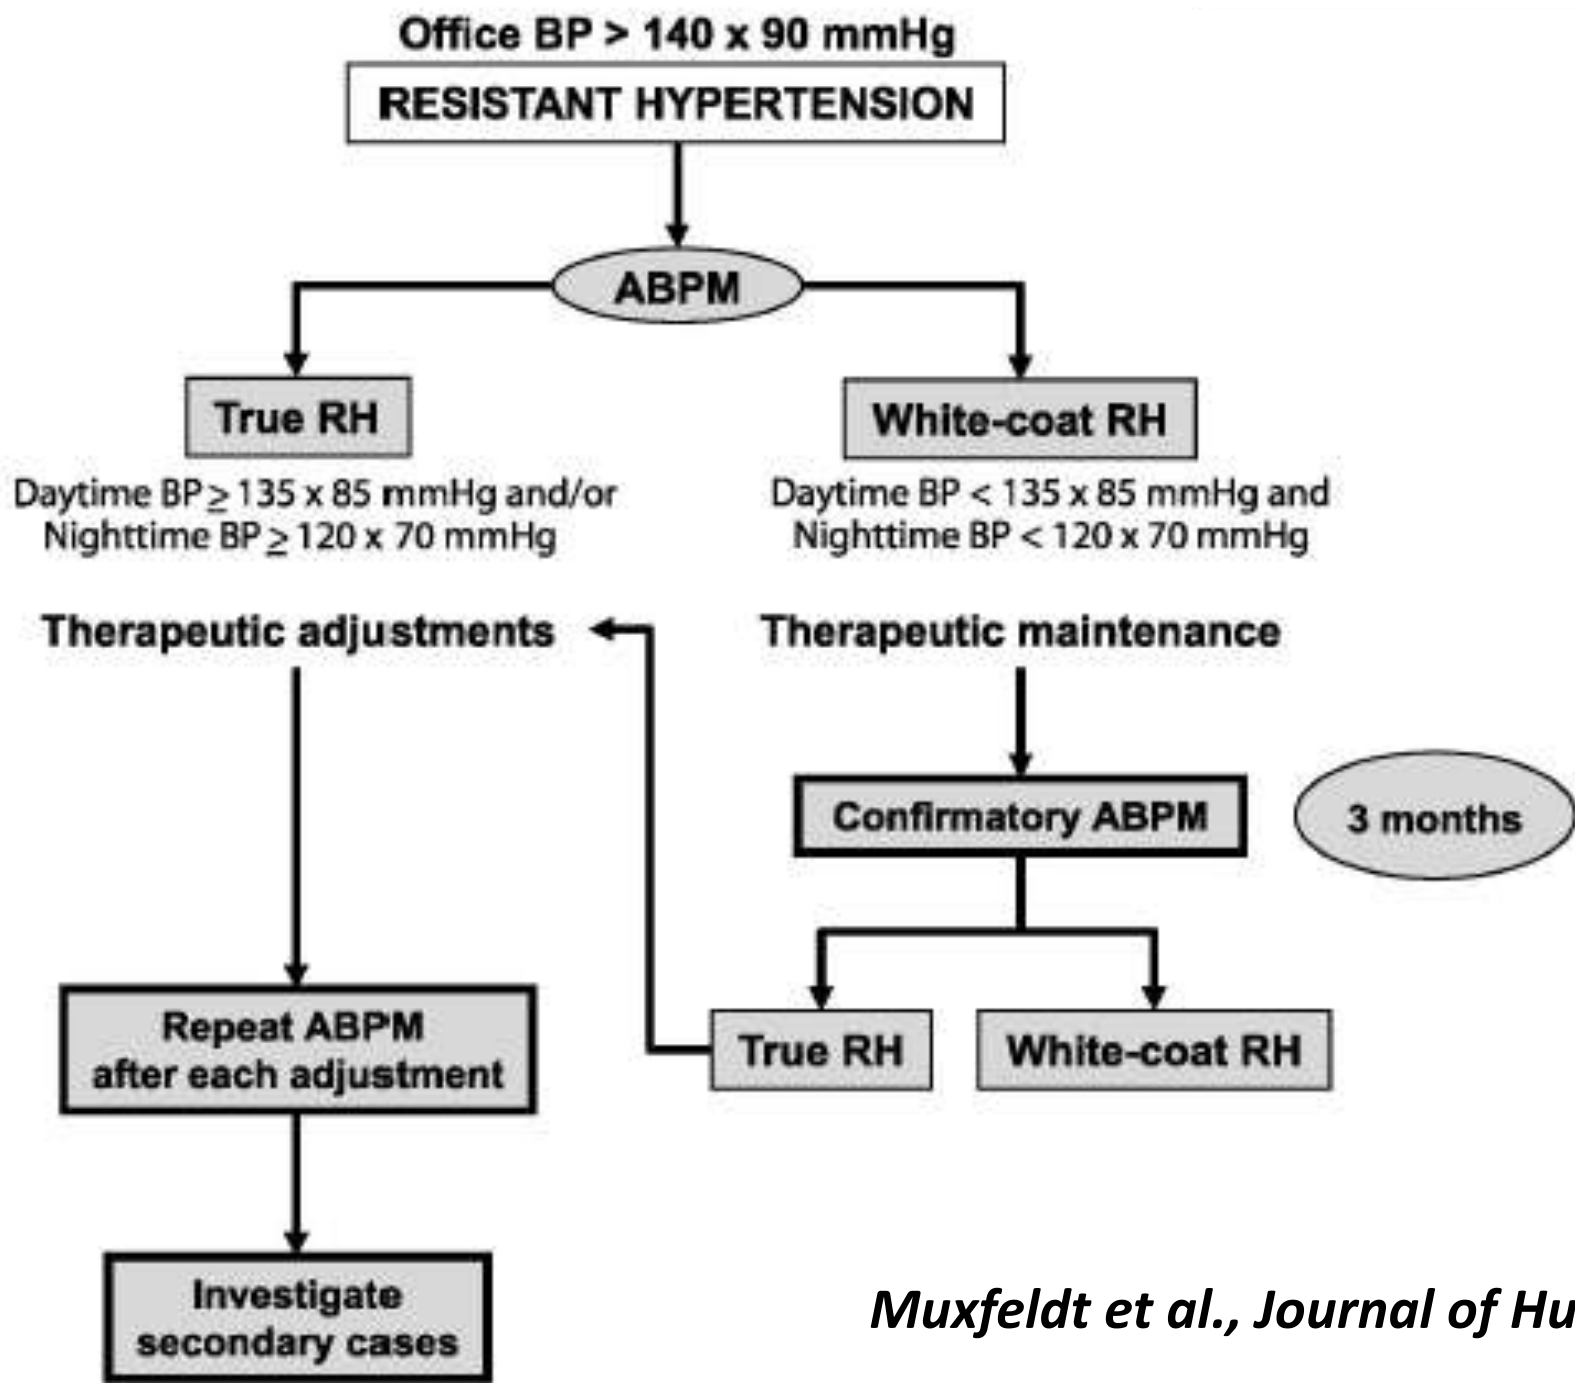 Office BP > 140 x 90 mmHg
RESISTANT HYPERTENSION
ABPM
True RH
White-coat RH
Daytime BP ≥ 135 x 85 mmHg and/or
Nighttime BP ≥ 120 x 70 mmHg
Daytime BP < 135 x 85 mmHg and
Nighttime BP < 120 x 70 mmHg
Therapeutic adjustments
Therapeutic maintenance
Confirmatory ABPM
3 months
Repeat ABPM
after each adjustment
True RH
White-coat RH
Investigate
secondary cases
Muxfeldt et al., Journal of Hu